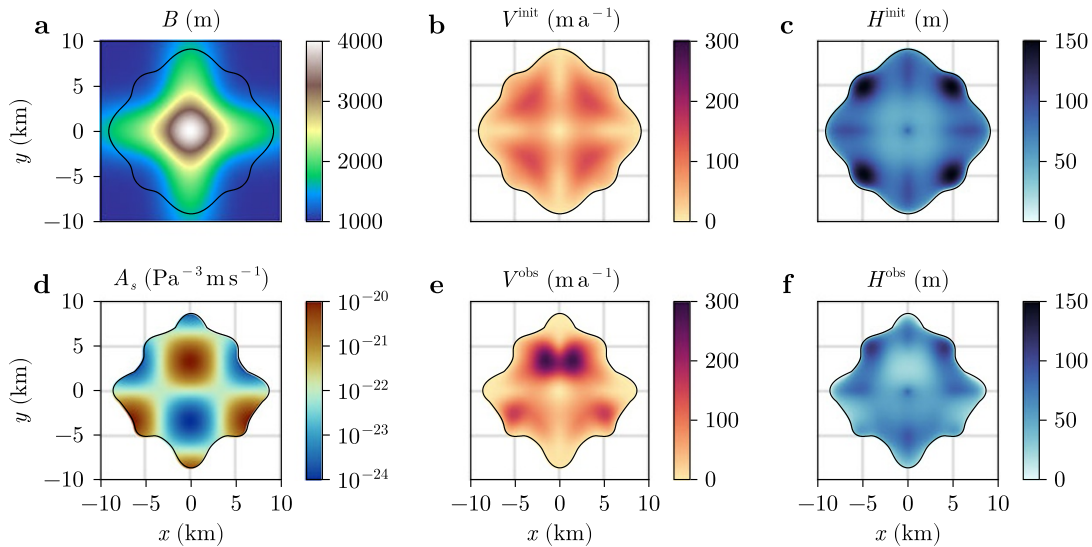 a B (m)
b V^init (m a^−1)
c H^init (m)
10 4000 300 150
5 3000 200 100
y (km) 0
−5 2000 100 50
−10 1000 0 0
d A_s (Pa^−3 m s^−1)
e V^obs (m a^−1)
f H^obs (m)
10 10^−20 300 150
5 10^−21 200 100
y (km) 0 10^−22
−5 10^−23 100 50
−10 10^−24 0 0
−10 −5 0 5 10 −10 −5 0 5 10 −10 −5 0 5 10
x (km) x (km) x (km)